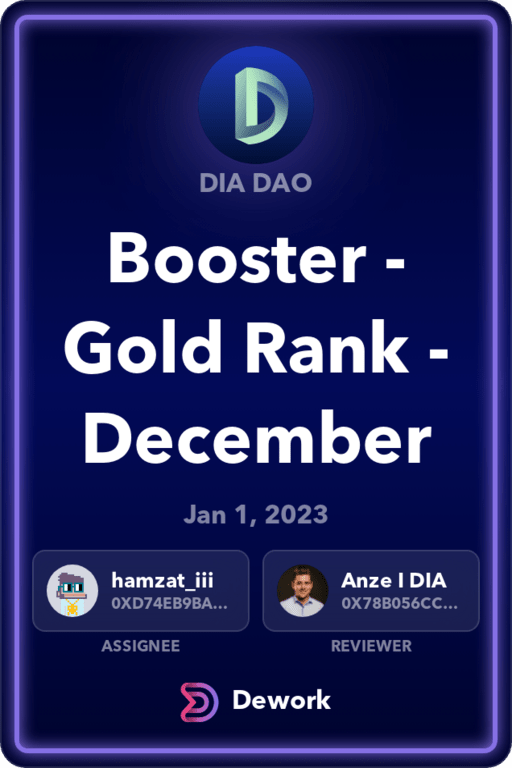 DIA DAO
Booster -
Gold Rank -
December
Jan 1, 2023
hamzat_iii
0XD74EB9BA...
ASSIGNEE
Anze I DIA
0X78B056CC...
REVIEWER
Dework